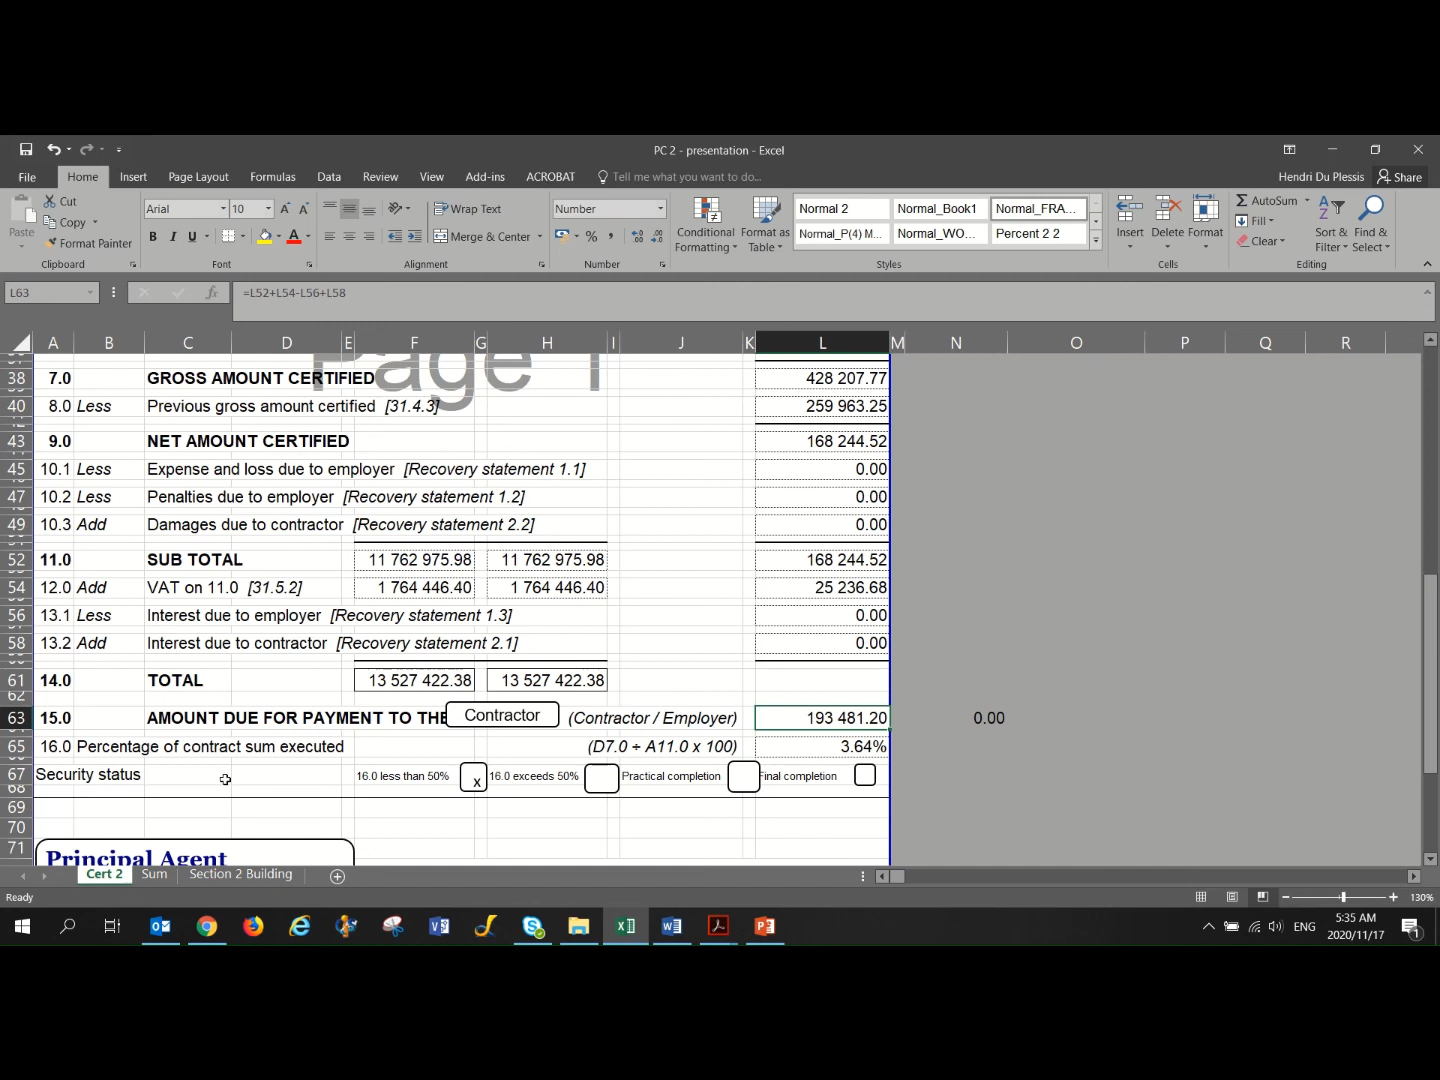 PC 2 - presentation - Excel
File Home Insert Page Layout Formulas Data Review View Add-ins ACROBAT Tell me what you want to do... Hendri Du Plessis Share
Paste Cut Copy Format Painter Clipboard
Arial 10 Font
Wrap Text Merge & Center Alignment
Number % Number
Conditional Formatting Format as Table
Normal 2 Normal_Book1 Normal_FRA...
Normal_P(4) M... Normal_WO... Percent 2 2
Styles
Insert Delete Format Cells
AutoSum Fill Clear Sort & Filter Find & Select Editing
L63 fx =L52+L54-L56+L58
A B C D E F G H I J K L M N O P Q R
Page 1
38 7.0 GROSS AMOUNT CERTIFIED 428 207.77
40 8.0 Less Previous gross amount certified [31.4.3] 259 963.25
43 9.0 NET AMOUNT CERTIFIED 168 244.52
45 10.1 Less Expense and loss due to employer [Recovery statement 1.1] 0.00
47 10.2 Less Penalties due to employer [Recovery statement 1.2] 0.00
49 10.3 Add Damages due to contractor [Recovery statement 2.2] 0.00
52 11.0 SUB TOTAL 11 762 975.98 11 762 975.98 168 244.52
54 12.0 Add VAT on 11.0 [31.5.2] 1 764 446.40 1 764 446.40 25 236.68
56 13.1 Less Interest due to employer [Recovery statement 1.3] 0.00
58 13.2 Add Interest due to contractor [Recovery statement 2.1] 0.00
61 14.0 TOTAL 13 527 422.38 13 527 422.38
62
63 15.0 AMOUNT DUE FOR PAYMENT TO THE Contractor (Contractor / Employer) 193 481.20 0.00
65 16.0 Percentage of contract sum executed (D7.0 ÷ A11.0 x 100) 3.64%
67 Security status 16.0 less than 50% x 16.0 exceeds 50% Practical completion Final completion
68
69
70
71 Principal Agent
Cert 2 Sum Section 2 Building
Ready 130%
ENG 5:35 AM
2020/11/17 1